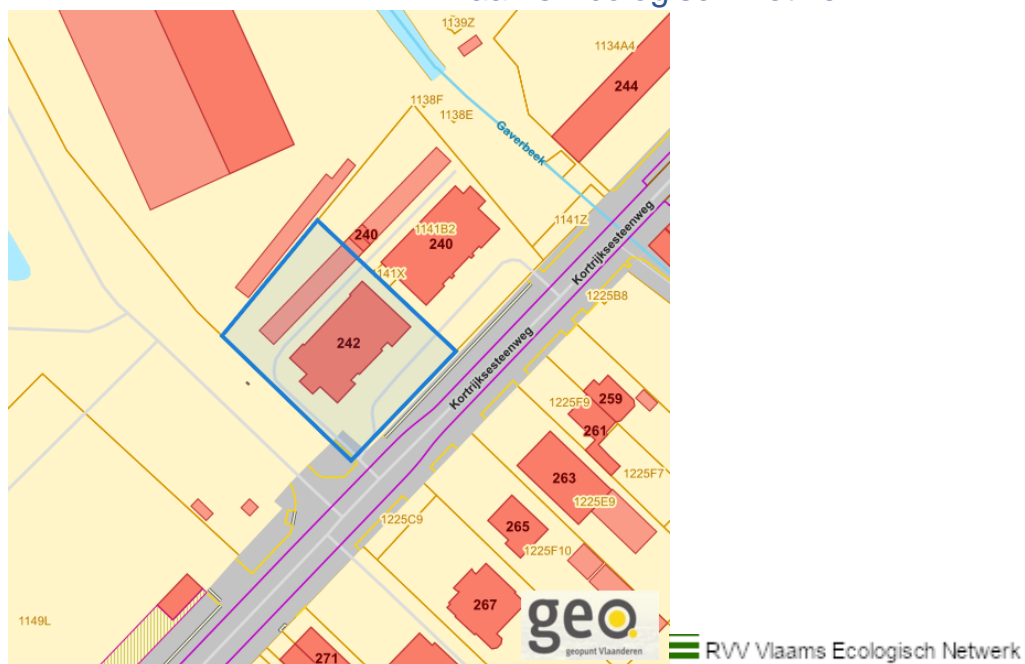 1139Z
1134A4
244
1138F
1138E
Gaverbeek
1141Z
1141B2
240
240
1141X
Kortrijksesteenweg
1225B8
242
Kortrijksesteenweg
259
1225F9
261
263
1225F7
1225E9
265
1225C9
1225F10
267
1149L
271
geo
geopunt Vlaanderen
RVV Vlaams Ecologisch Netwerk